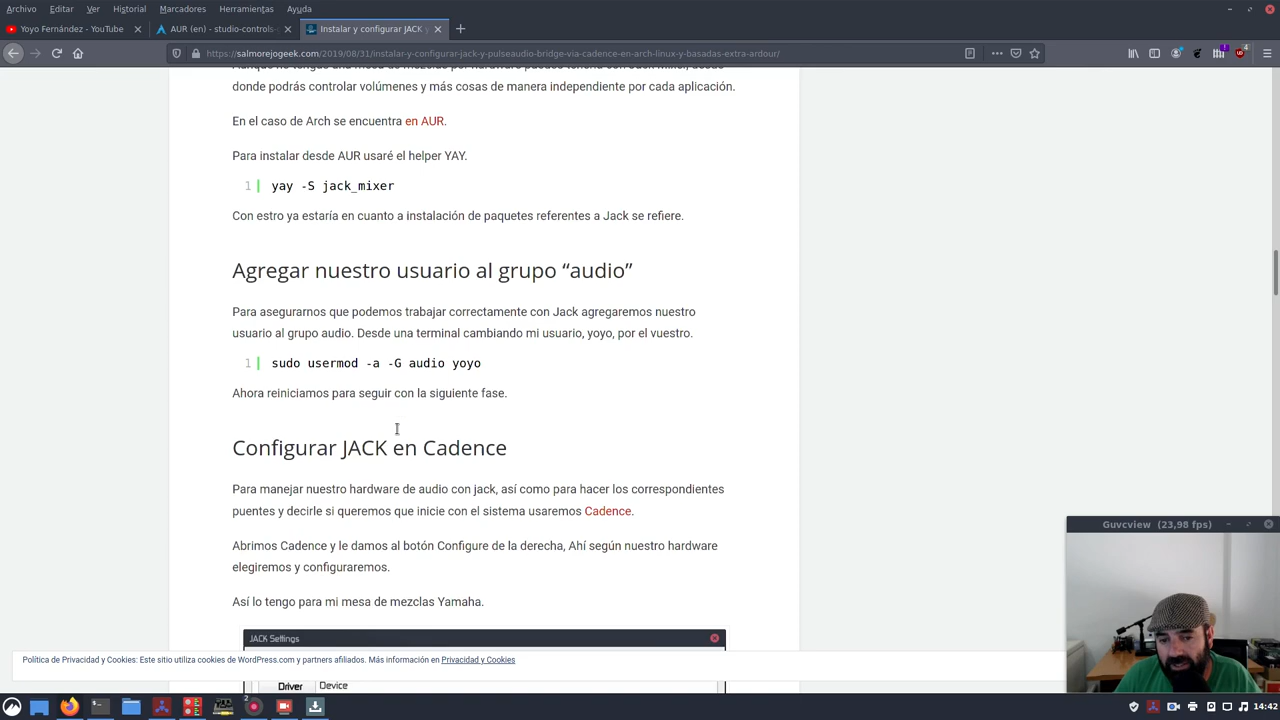 Archivo Editar Ver Historial Marcadores Herramientas Ayuda
Yoyo Fernández - YouTube
AUR (en) - studio-controls-
Instalar y configurar JACK y
https://salmorejogeek.com/2019/08/31/instalar-y-configurar-jack-y-pulseaudio-bridge-via-cadence-en-arch-linux-y-basadas-extra-ardour/
donde podrás controlar volúmenes y más cosas de manera independiente por cada aplicación.
En el caso de Arch se encuentra en AUR.
Para instalar desde AUR usaré el helper YAY.
1 yay -S jack_mixer
Con estro ya estaría en cuanto a instalación de paquetes referentes a Jack se refiere.
Agregar nuestro usuario al grupo “audio”
Para asegurarnos que podemos trabajar correctamente con Jack agregaremos nuestro
usuario al grupo audio. Desde una terminal cambiando mi usuario, yoyo, por el vuestro.
1 sudo usermod -a -G audio yoyo
Ahora reiniciamos para seguir con la siguiente fase.
Configurar JACK en Cadence
Para manejar nuestro hardware de audio con jack, así como para hacer los correspondientes
puentes y decirle si queremos que inicie con el sistema usaremos Cadence.
Abrimos Cadence y le damos al botón Configure de la derecha, Ahí según nuestro hardware
elegiremos y configuraremos.
Así lo tengo para mi mesa de mezclas Yamaha.
JACK Settings
Política de Privacidad y Cookies: Este sitio utiliza cookies de WordPress.com y partners afiliados. Más información en Privacidad y Cookies
Driver Device
Guvcview (23,98 fps)
14:42